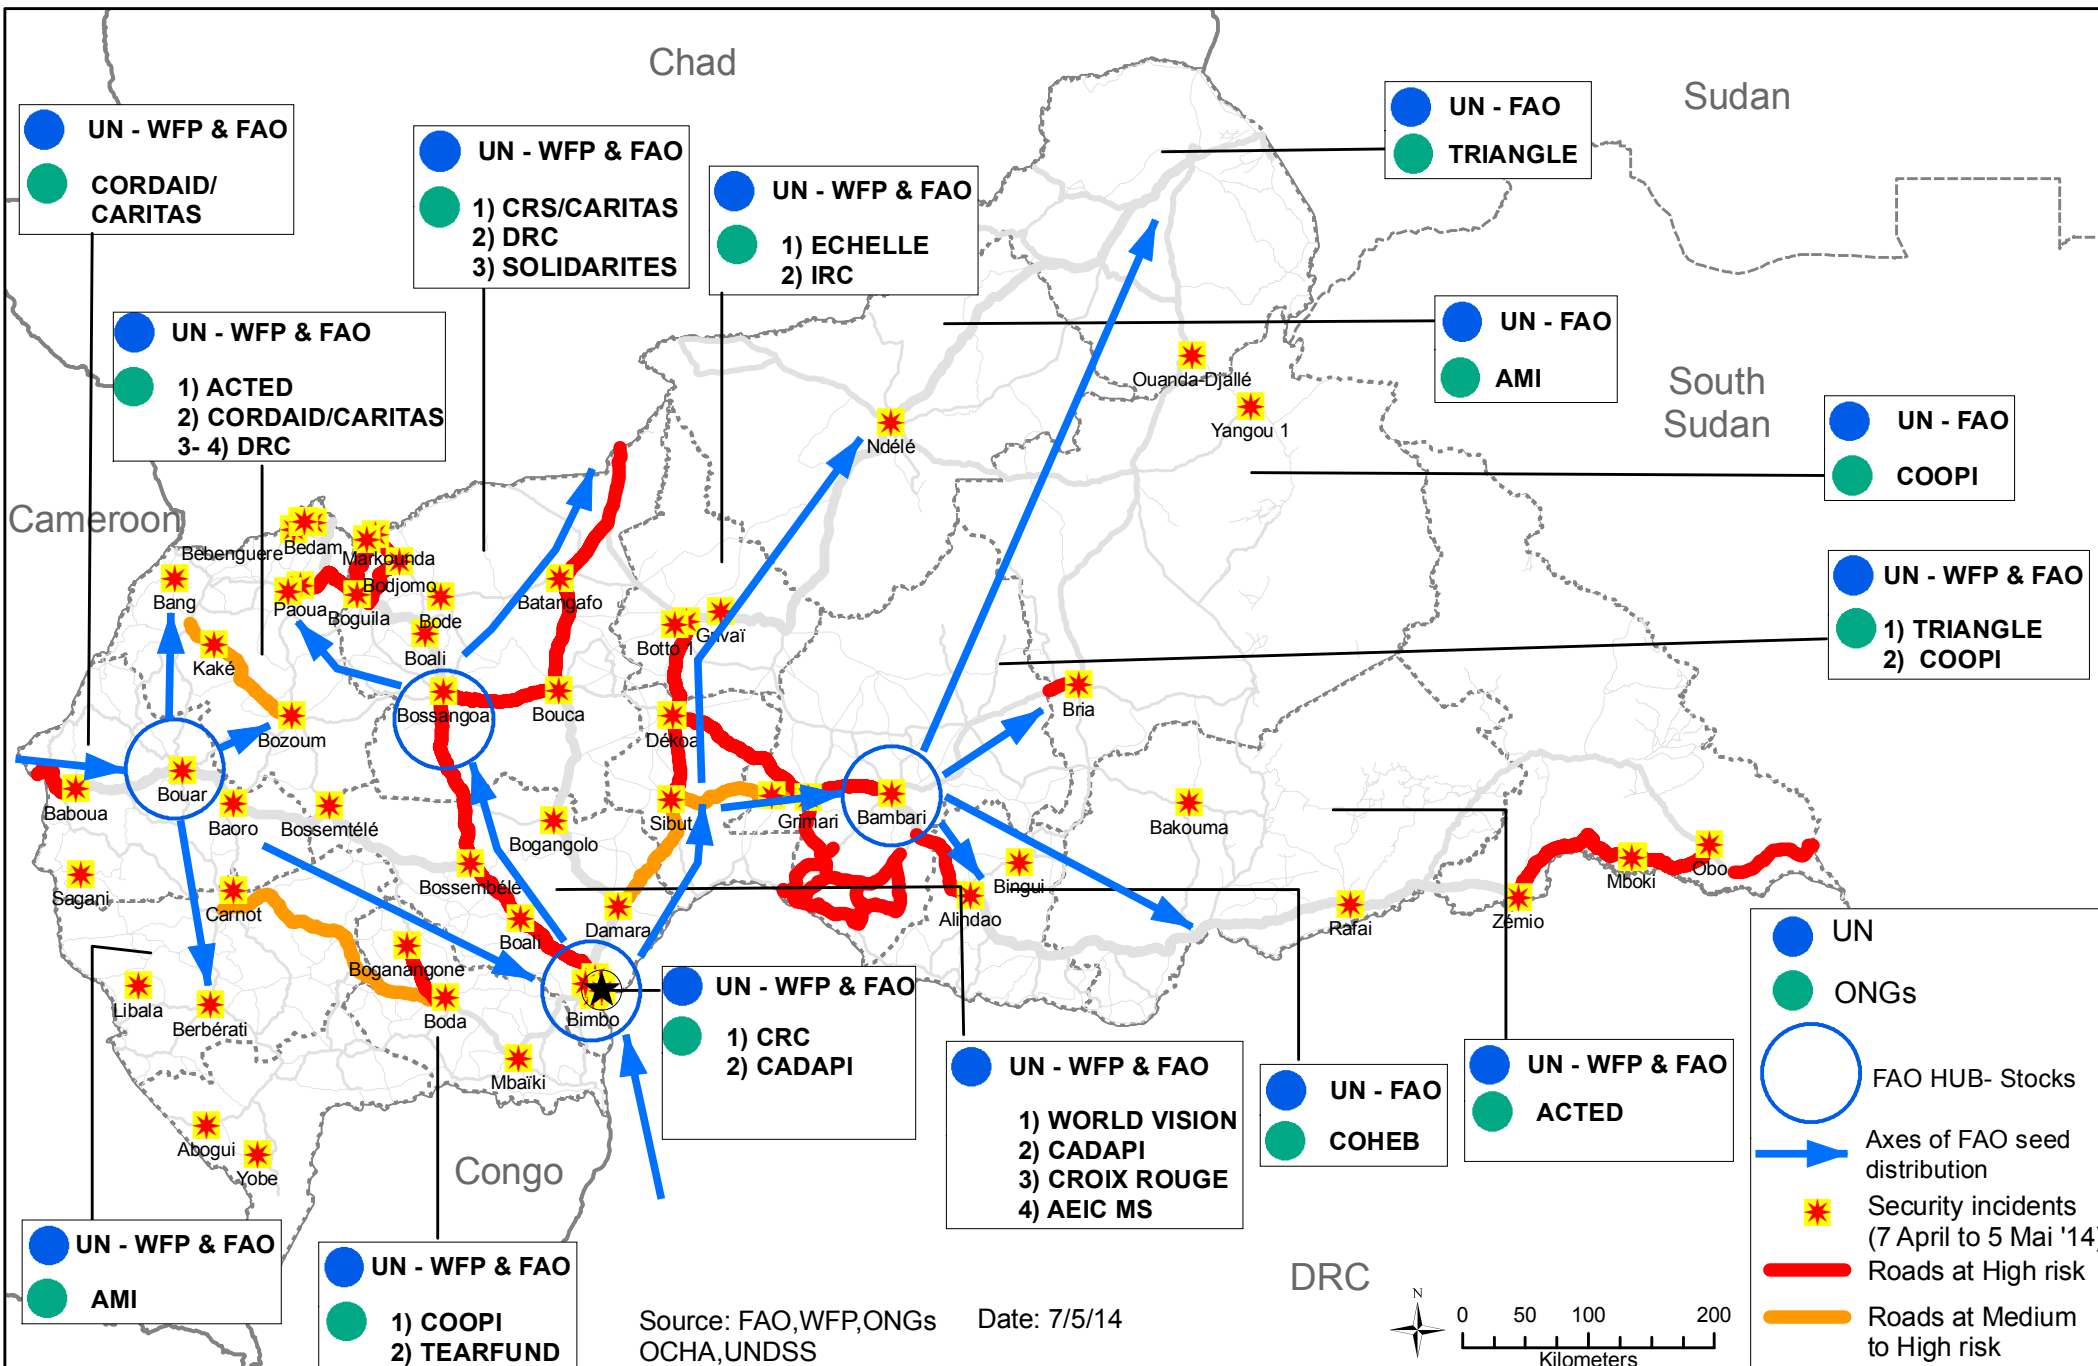 Chad
Sudan
South
Sudan
Cameroon
Congo
DRC
UN - WFP & FAO
CORDAID/
CARITAS
UN - WFP & FAO
1) CRS/CARITAS
2) DRC
3) SOLIDARITES
UN - WFP & FAO
1) ECHELLE
2) IRC
UN - FAO
TRIANGLE
UN - WFP & FAO
1) ACTED
2) CORDAID/CARITAS
3- 4) DRC
UN - FAO
AMI
UN - FAO
COOPI
UN - WFP & FAO
1) TRIANGLE
2) COOPI
Ouanda-Djallé
Yangou 1
Ndélé
Bebenguere
Bedam
Markounda
Bodjomo
Bang
Paoua
Boguila
Bode
Boali
Batangafo
Botto 1
Grivaï
Kaké
Bozoum
Bossangoa
Bouca
Dékoa
Bria
Bouar
Baboua
Baoro
Bossemtélé
Bogangolo
Sibut
Grimari
Bambari
Bakouma
Sagani
Carnot
Bossembélé
Boali
Damara
Bingui
Alindao
Rafai
Zémio
Mboki
Obo
Boganangone
Libala
Berbérati
Boda
Bimbo
Mbaïki
Abogui
Yobe
UN - WFP & FAO
1) CRC
2) CADAPI
UN - WFP & FAO
1) WORLD VISION
2) CADAPI
3) CROIX ROUGE
4) AEIC MS
UN - FAO
COHEB
UN - WFP & FAO
ACTED
UN - WFP & FAO
AMI
UN - WFP & FAO
1) COOPI
2) TEARFUND
Source: FAO,WFP,ONGs
OCHA,UNDSS
Date: 7/5/14
N
0 50 100 200
Kilometers
UN
ONGs
FAO HUB- Stocks
Axes of FAO seed
distribution
Security incidents
(7 April to 5 Mai '14)
Roads at High risk
Roads at Medium
to High risk